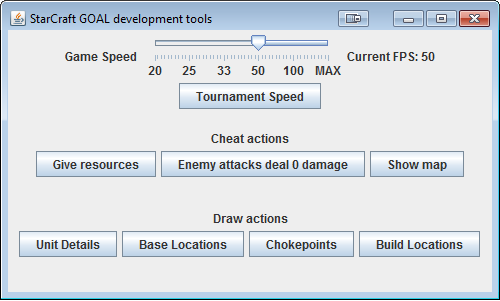 StarCraft GOAL development tools
Game Speed
Current FPS: 50
20 25 33 50 100 MAX
Tournament Speed
Cheat actions
Give resources Enemy attacks deal 0 damage Show map
Draw actions
Unit Details Base Locations Chokepoints Build Locations